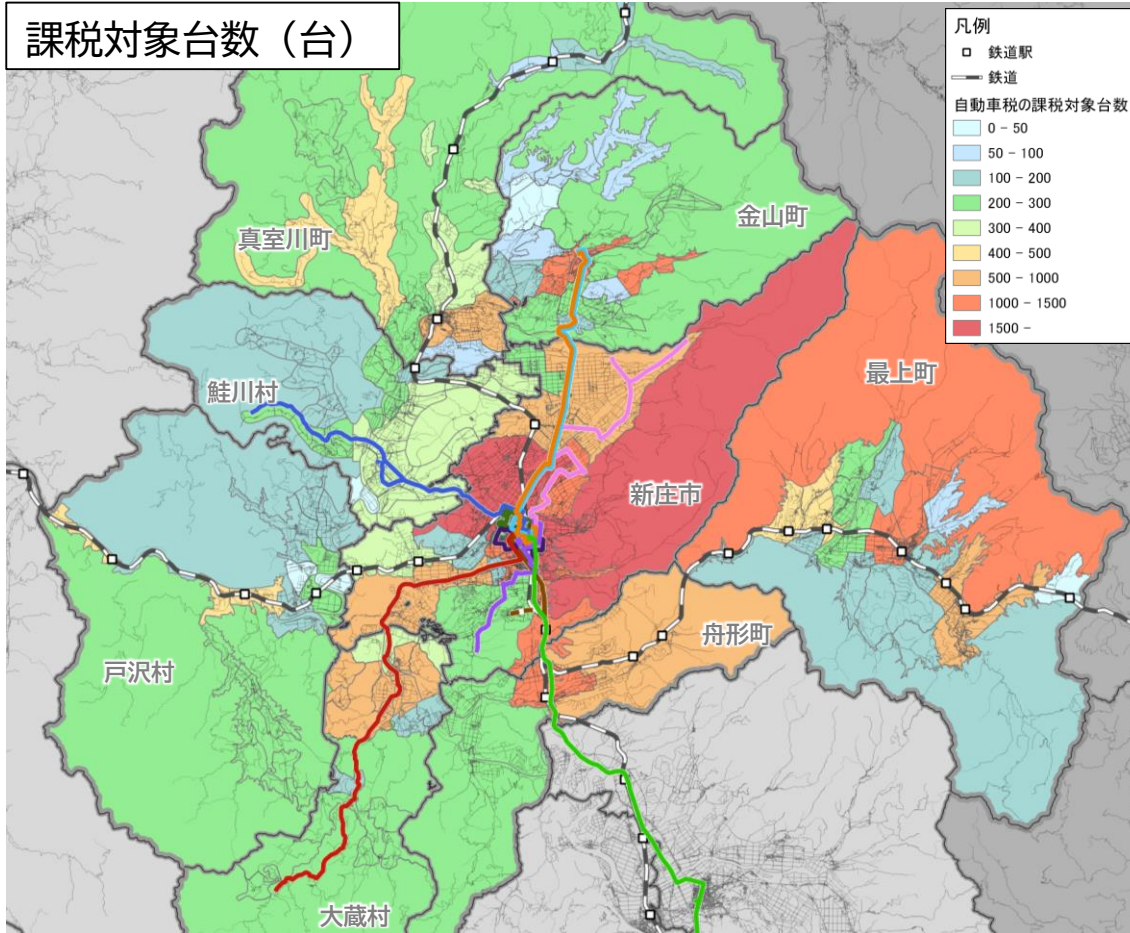 課税対象台数（台）
凡例
鉄道駅
鉄道
自動車税の課税対象台数
0 - 50
50 - 100
100 - 200
200 - 300
300 - 400
400 - 500
500 - 1000
1000 - 1500
1500 -
金山町
真室川町
最上町
鮭川村
新庄市
舟形町
戸沢村
大蔵村